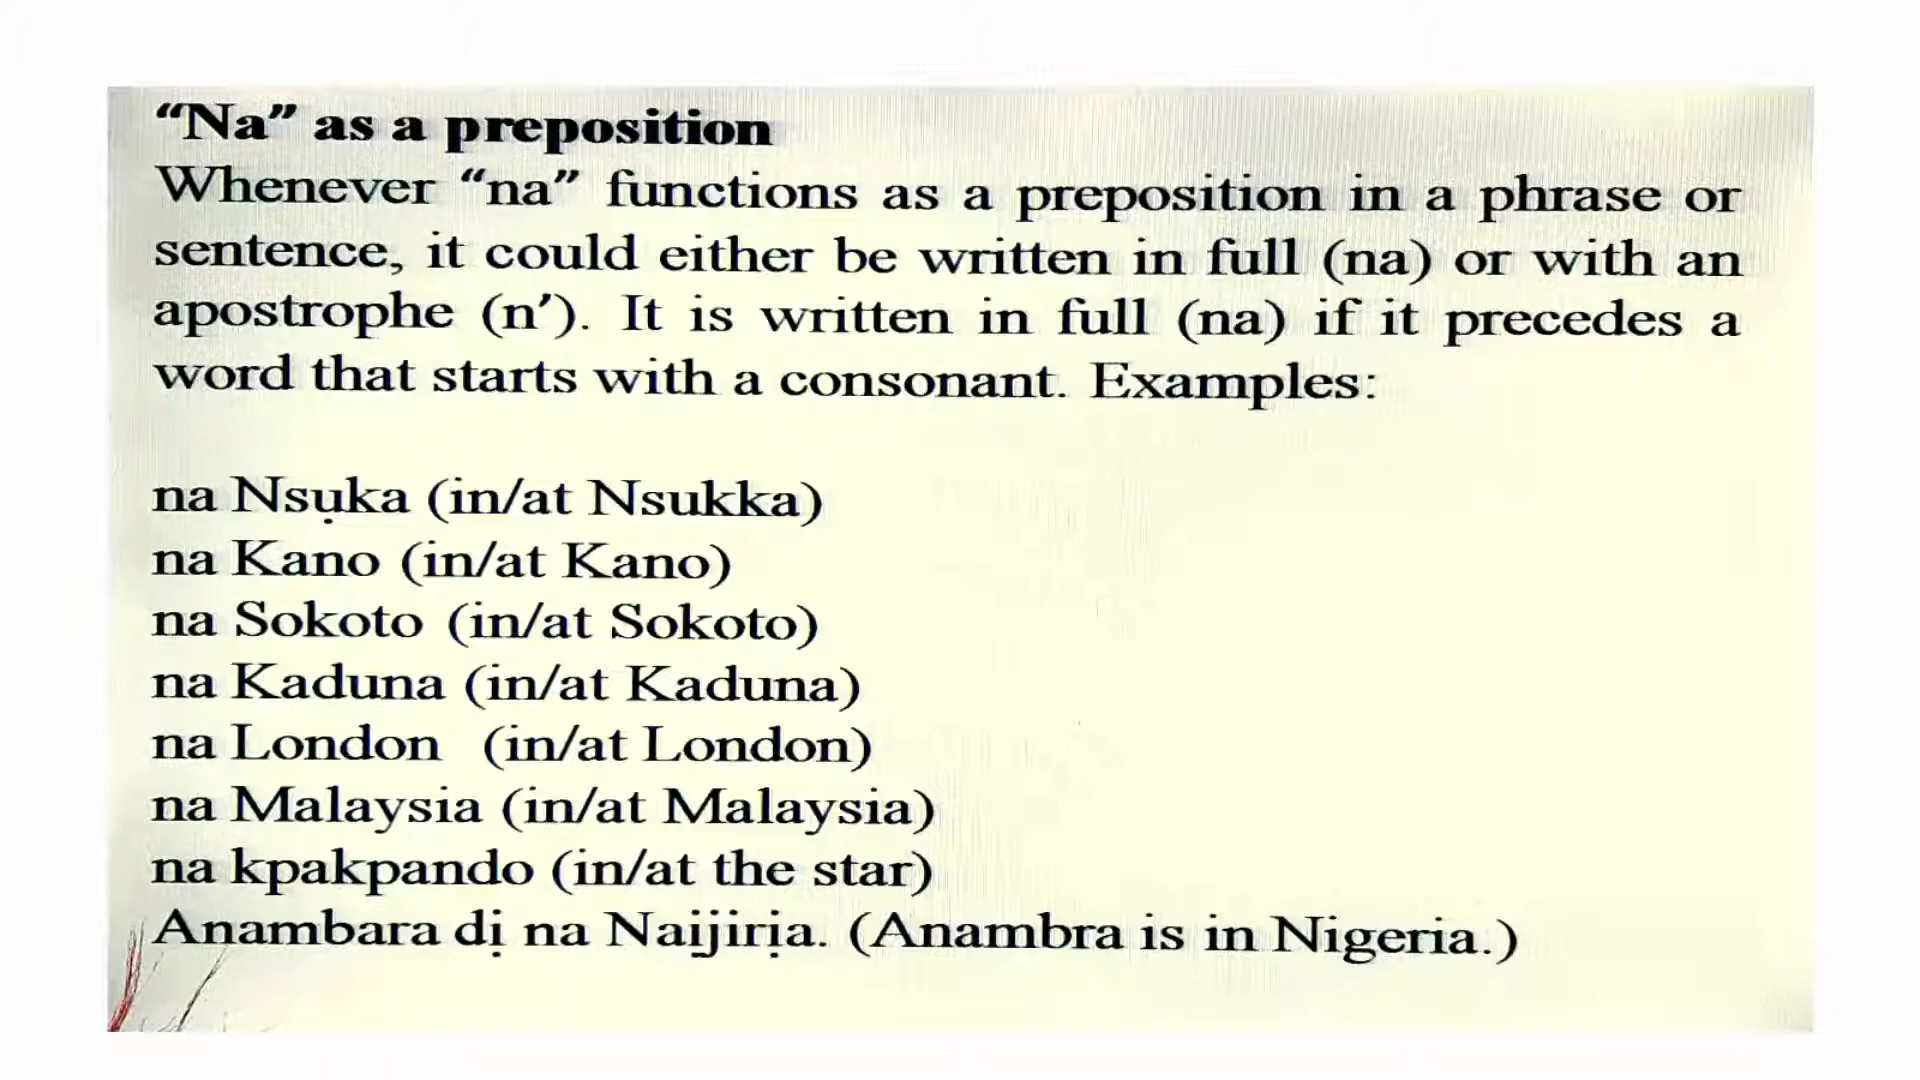 “Na” as a preposition
Whenever “na” functions as a preposition in a phrase or
sentence, it could either be written in full (na) or with an
apostrophe (n’). It is written in full (na) if it precedes a
word that starts with a consonant. Examples:
na Nsụka (in/at Nsukka)
na Kano (in/at Kano)
na Sokoto (in/at Sokoto)
na Kaduna (in/at Kaduna)
na London (in/at London)
na Malaysia (in/at Malaysia)
na kpakpando (in/at the star)
Anambara dị na Naịjirịa. (Anambra is in Nigeria.)